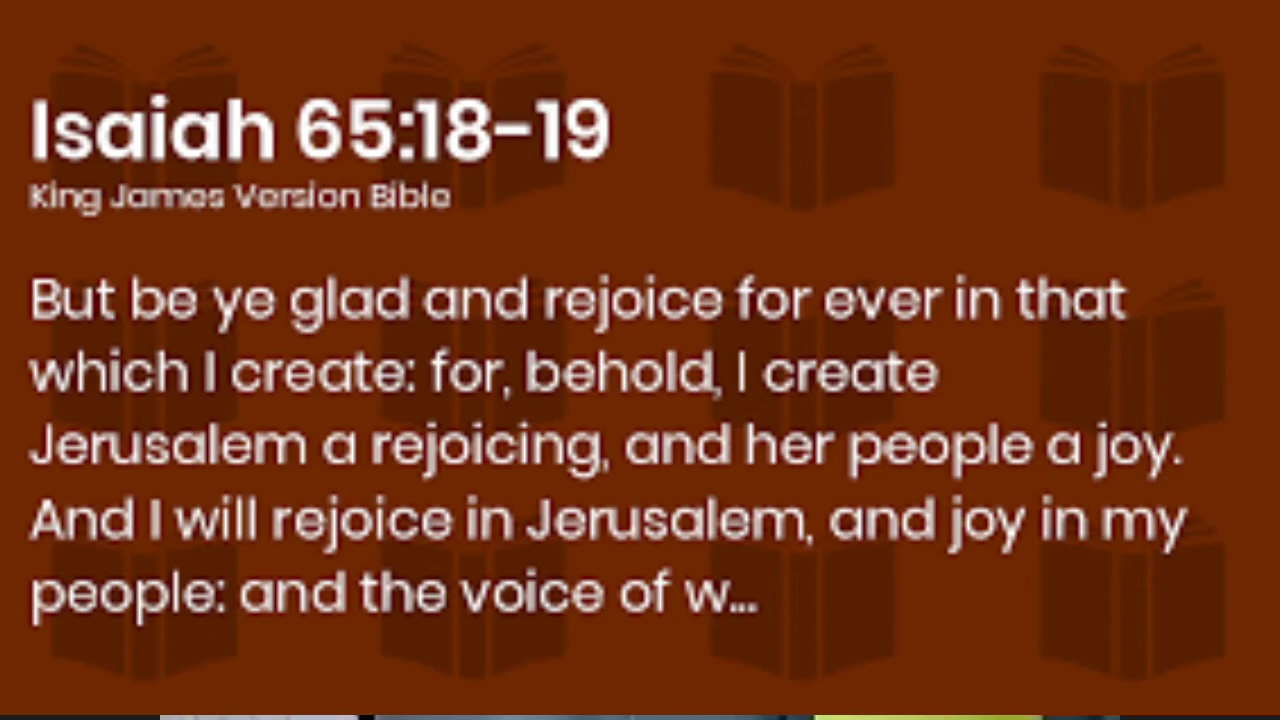 Isaiah 65:18-19
King James Version Bible
But be ye glad and rejoice for ever in that
which I create: for, behold, I create
Jerusalem a rejoicing, and her people a joy.
And I will rejoice in Jerusalem, and joy in my
people: and the voice of w...